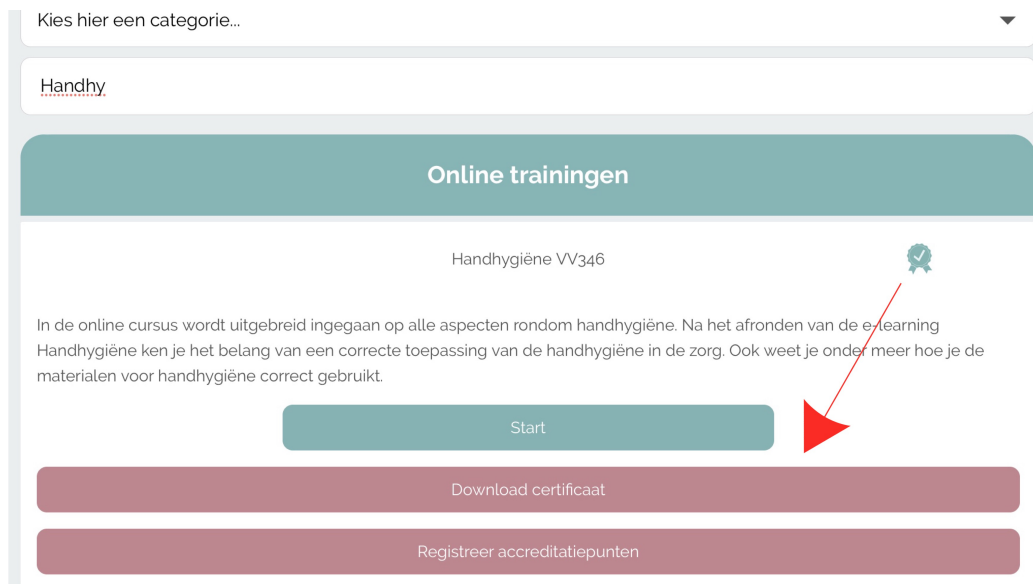 Kies hier een categorie...
Handhy
Online trainingen
Handhygiëne VV346
In de online cursus wordt uitgebreid ingegaan op alle aspecten rondom handhygiëne. Na het afronden van de e-learning
Handhygiëne ken je het belang van een correcte toepassing van de handhygiëne in de zorg. Ook weet je onder meer hoe je de
materialen voor handhygiëne correct gebruikt.
Start
Download certificaat
Registreer accreditatiepunten